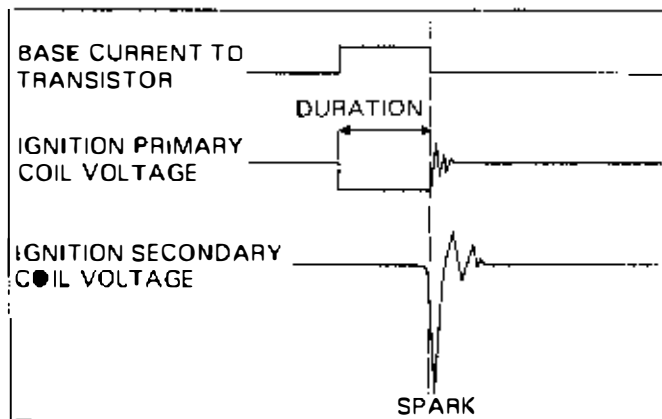 BASE CURRENT TO
TRANSISTOR
DURATION
IGNITION PRIMARY
COIL VOLTAGE
IGNITION SECONDARY
COIL VOLTAGE
SPARK